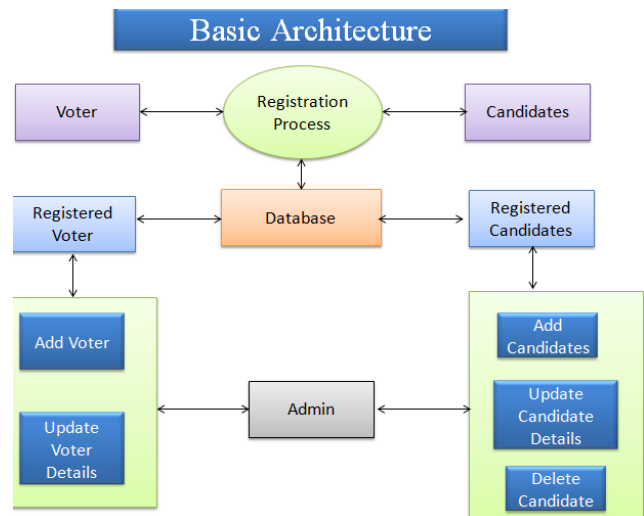 Basic Architecture
Voter
Registration
Process
Candidates
Registered
Voter
Database
Registered
Candidates
Add Voter
Update
Voter
Details
Admin
Add
Candidates
Update
Candidate
Details
Delete
Candidate